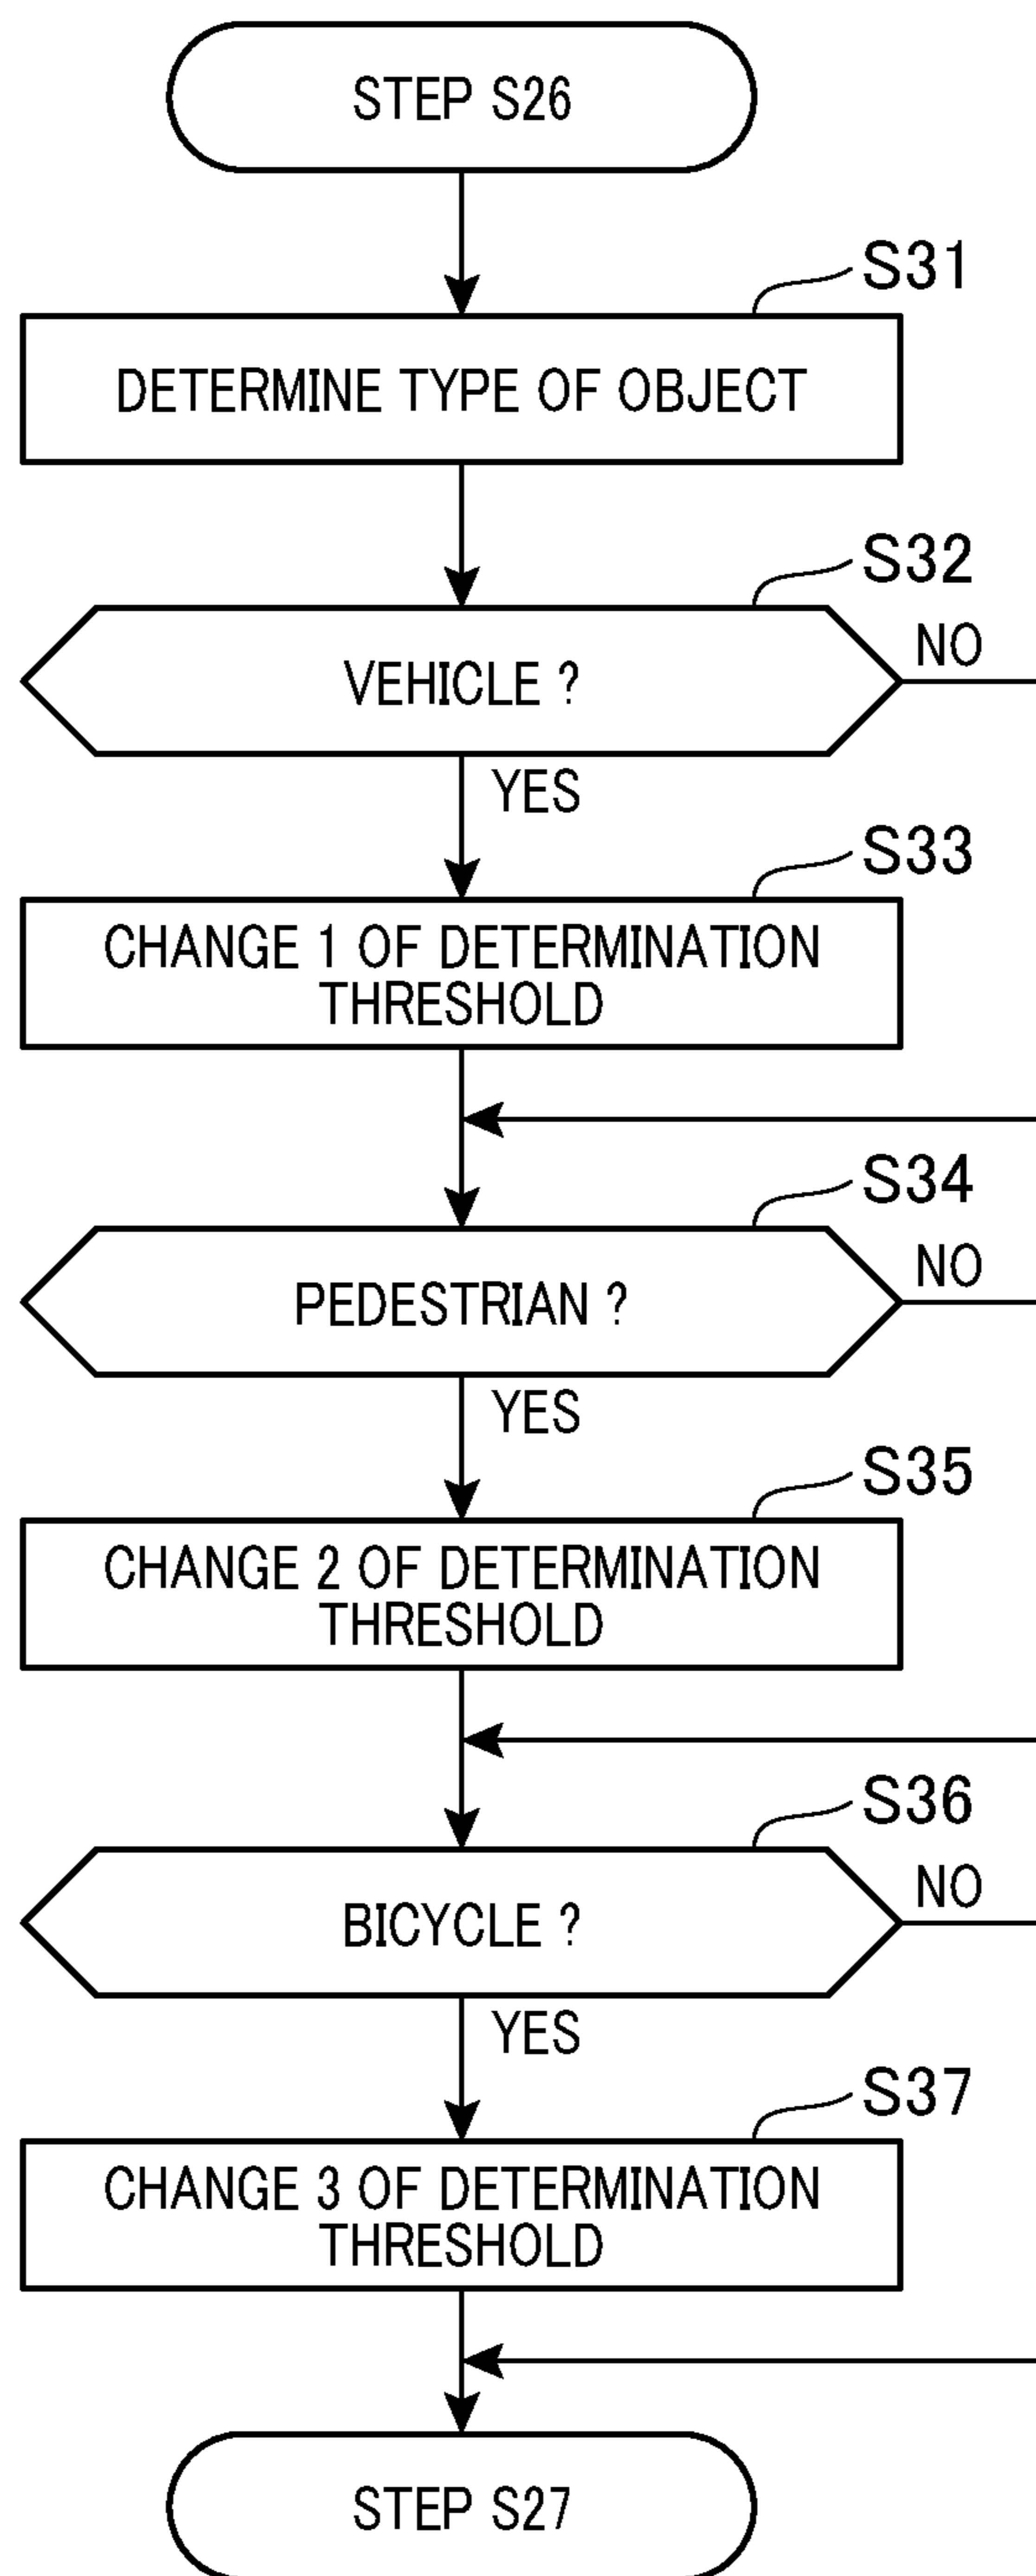 STEP S26
S31
DETERMINE TYPE OF OBJECT
S32
VEHICLE ?
NO
YES
S33
CHANGE 1 OF DETERMINATION
THRESHOLD
S34
PEDESTRIAN ?
NO
YES
S35
CHANGE 2 OF DETERMINATION
THRESHOLD
S36
BICYCLE ?
NO
YES
S37
CHANGE 3 OF DETERMINATION
THRESHOLD
STEP S27